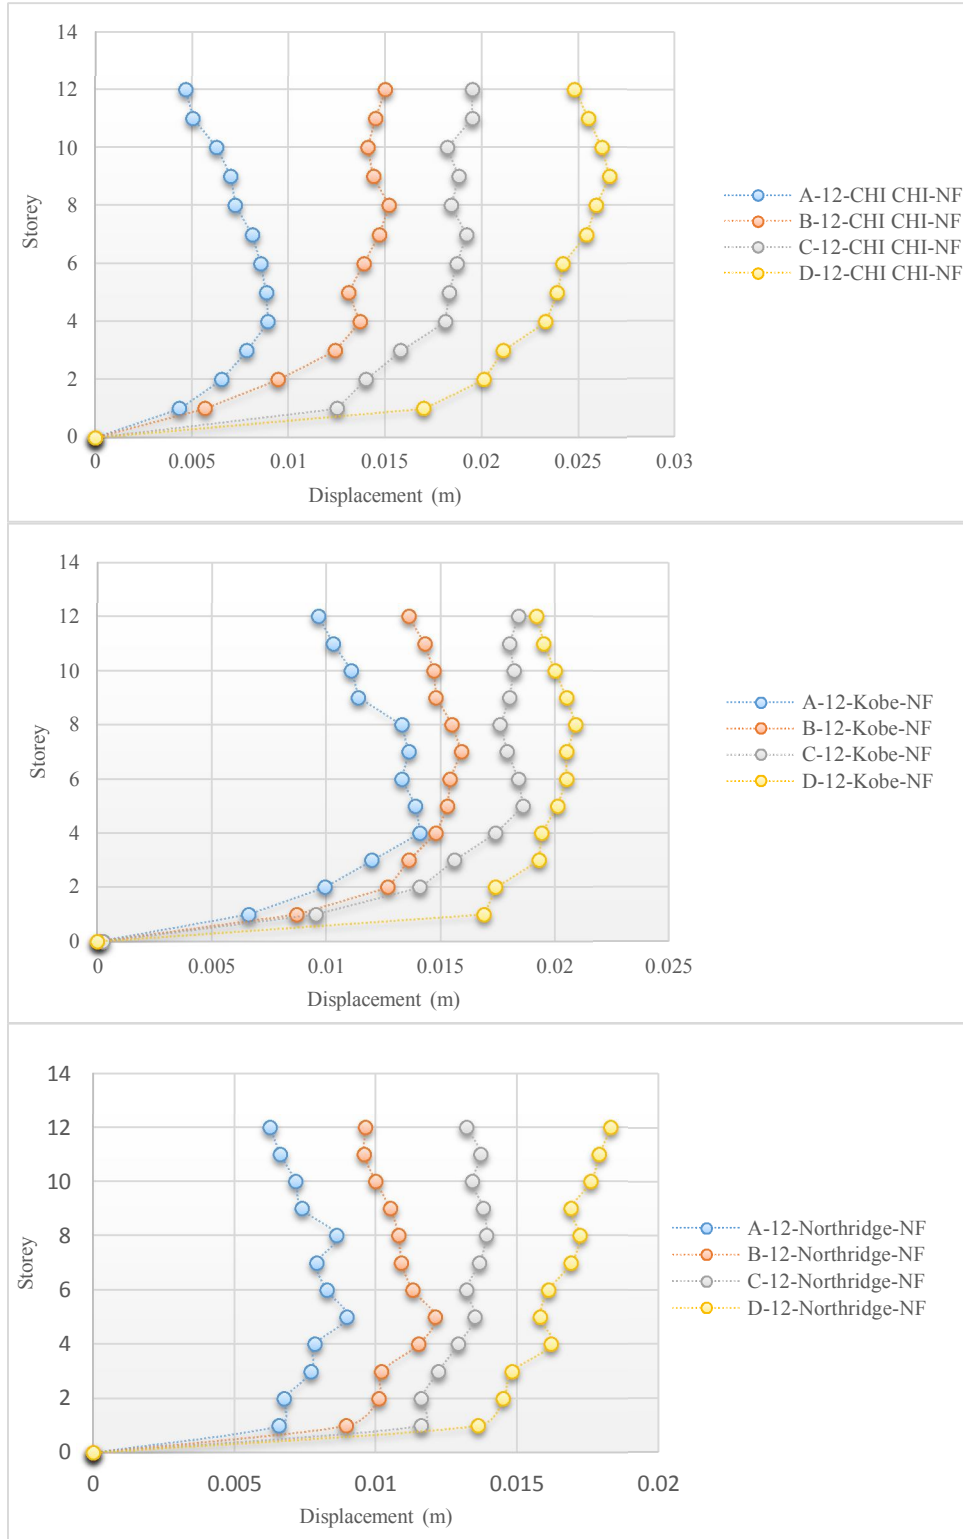 14
12
10
8
6
4
2
0
Storey
0 0.005 0.01 0.015 0.02 0.025 0.03
Displacement (m)
A-12-CHI CHI-NF
B-12-CHI CHI-NF
C-12-CHI CHI-NF
D-12-CHI CHI-NF
14
12
10
8
6
4
2
0
Storey
0 0.005 0.01 0.015 0.02 0.025
Displacement (m)
A-12-Kobe-NF
B-12-Kobe-NF
C-12-Kobe-NF
D-12-Kobe-NF
14
12
10
8
6
4
2
0
Storey
0 0.005 0.01 0.015 0.02
Displacement (m)
A-12-Northridge-NF
B-12-Northridge-NF
C-12-Northridge-NF
D-12-Northridge-NF